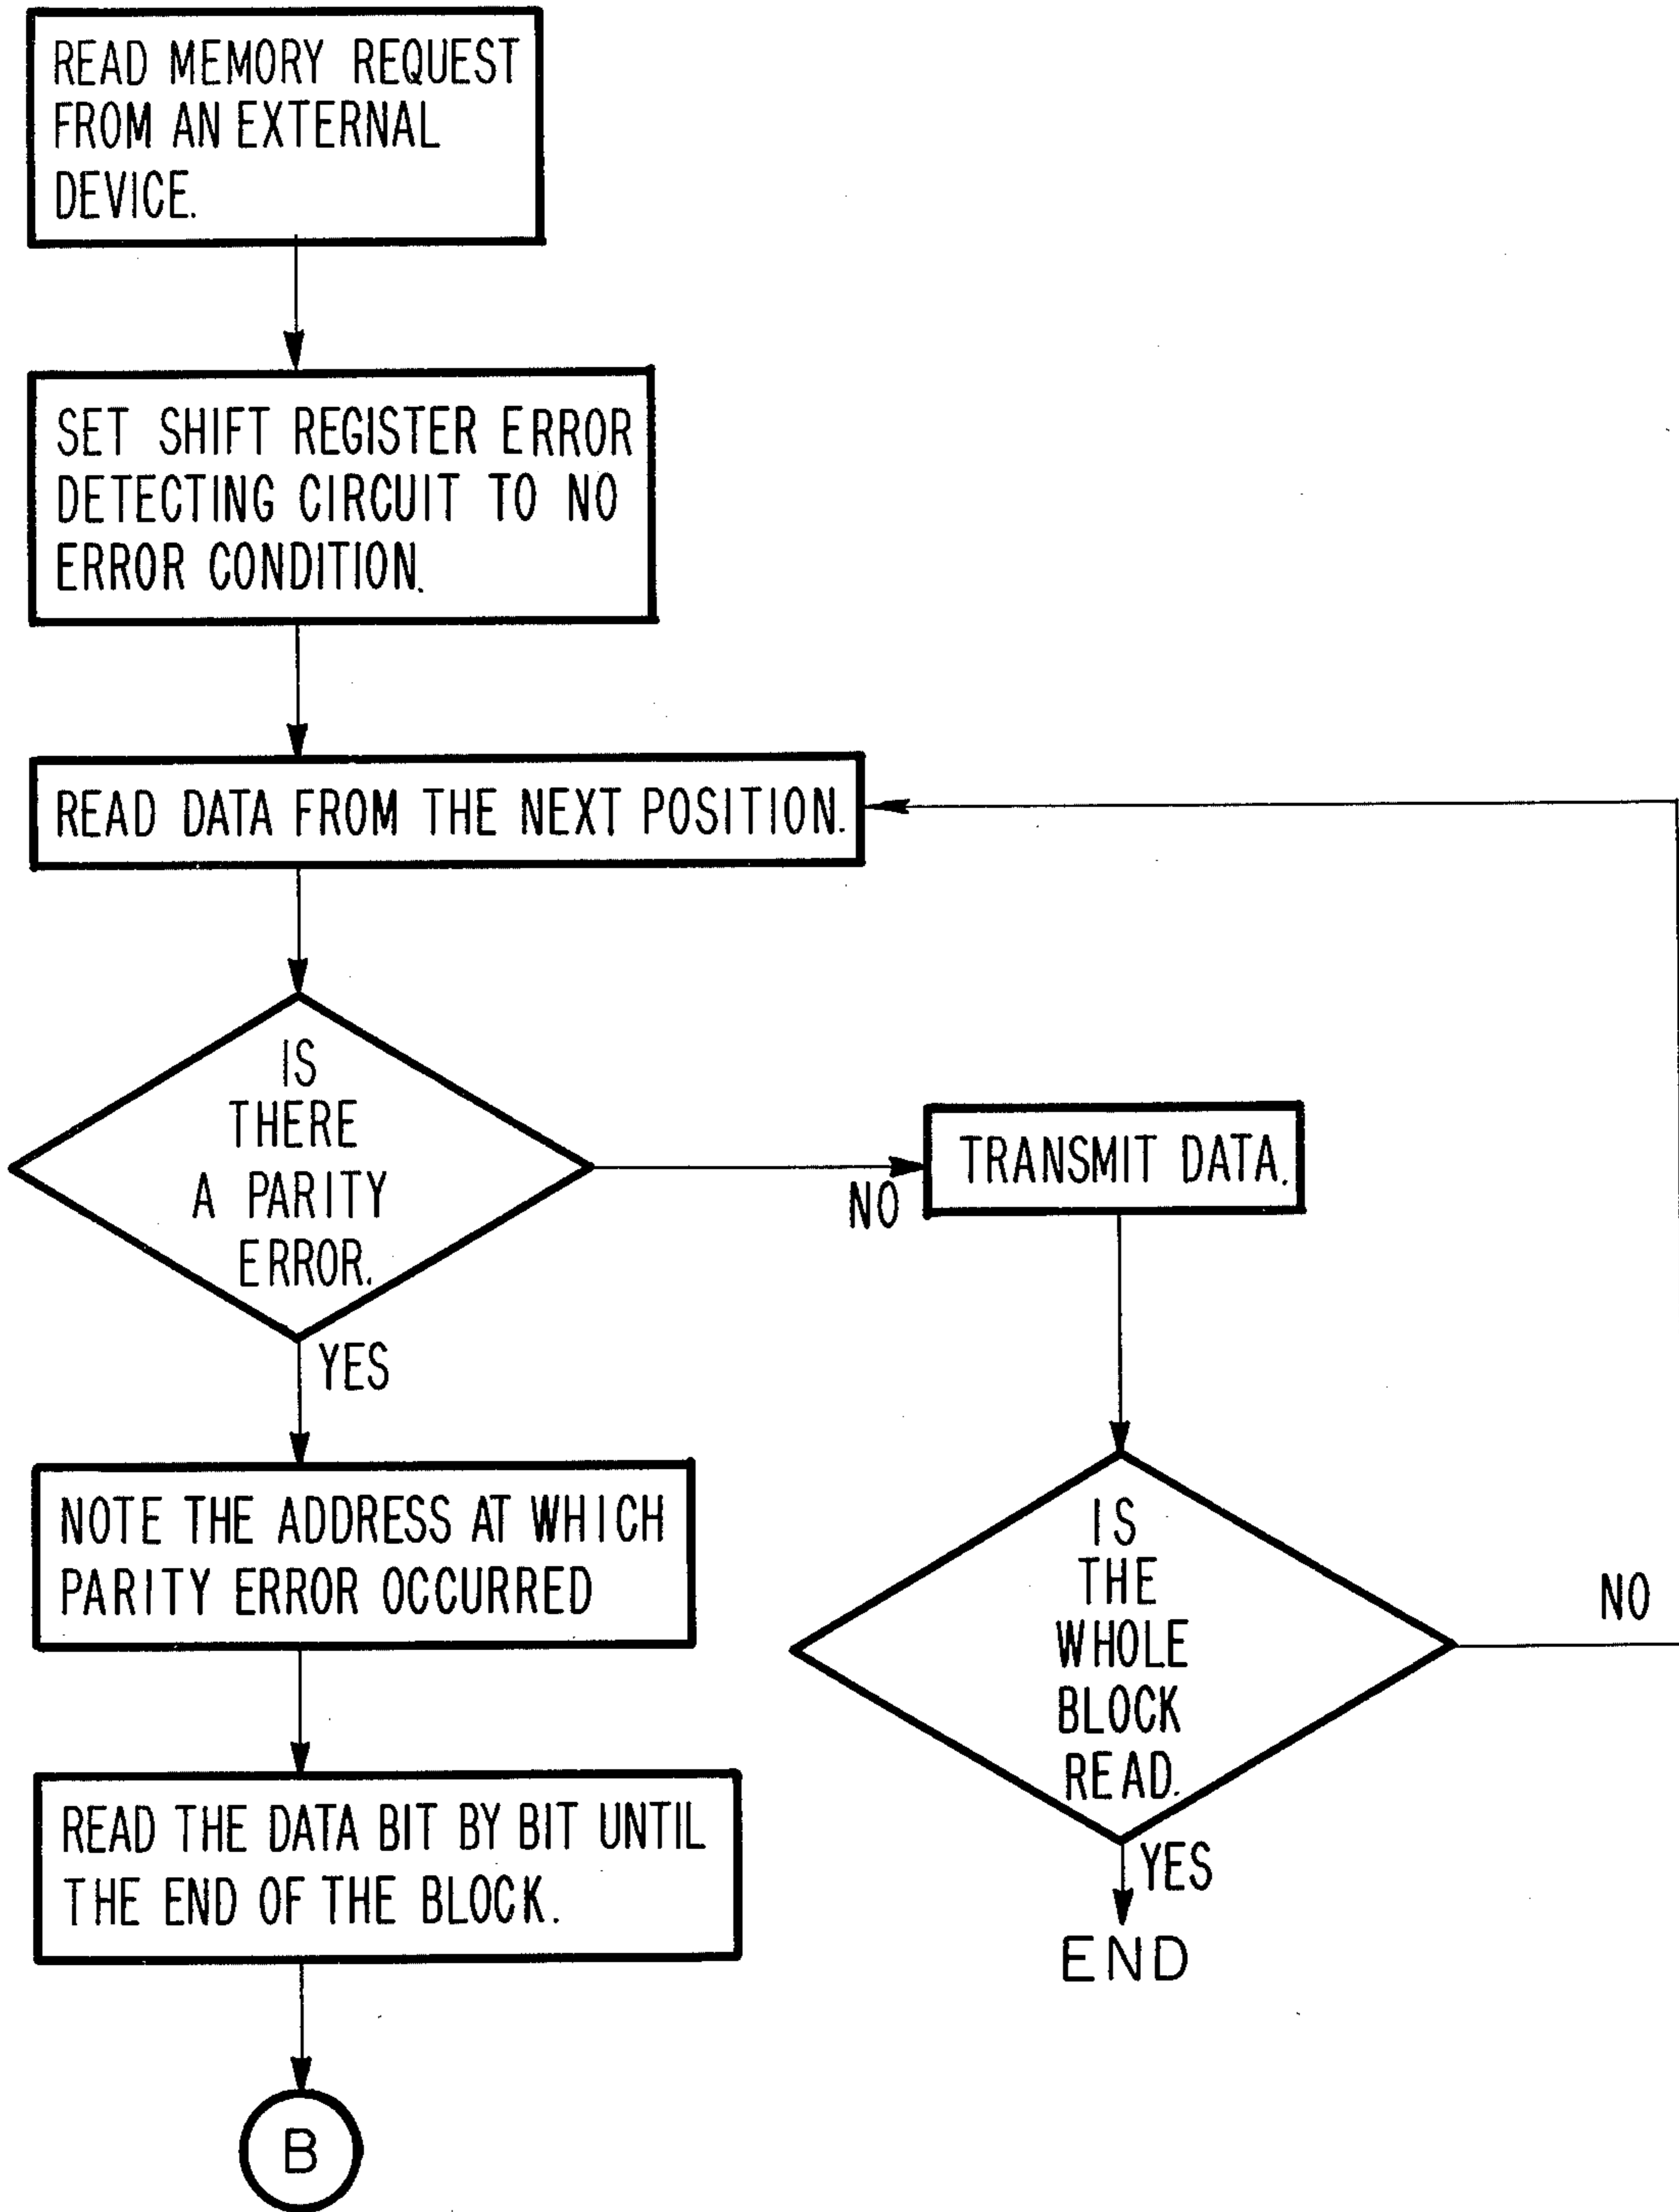 READ MEMORY REQUEST
FROM AN EXTERNAL
DEVICE.
SET SHIFT REGISTER ERROR
DETECTING CIRCUIT TO NO
ERROR CONDITION.
READ DATA FROM THE NEXT POSITION.
IS
THERE
A PARITY
ERROR.
NO
TRANSMIT DATA.
YES
NOTE THE ADDRESS AT WHICH
PARITY ERROR OCCURRED
READ THE DATA BIT BY BIT UNTIL
THE END OF THE BLOCK.
B
IS
THE
WHOLE
BLOCK
READ.
NO
YES
END